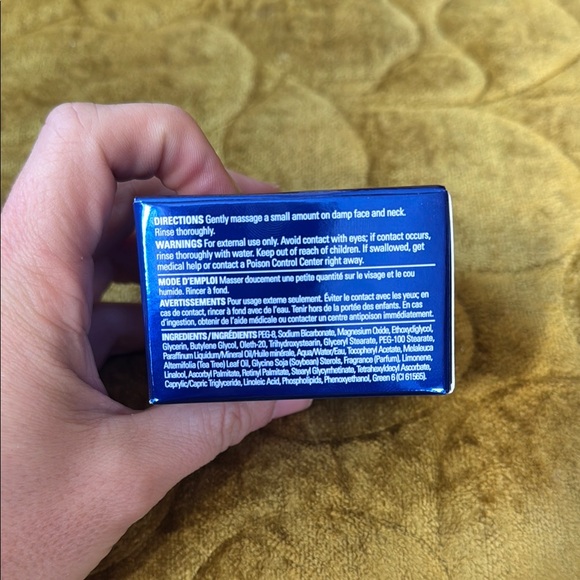 DIRECTIONS Gently massage a small amount on damp face and neck.
Rinse thoroughly.
WARNINGS For external use only. Avoid contact with eyes; if contact occurs,
rinse thoroughly with water. Keep out of reach of children. If swallowed, get
medical help or contact a Poison Control Center right away.
MODE D'EMPLOI Masser doucement une petite quantité sur le visage et le cou
humide. Rincer à fond.
AVERTISSEMENTS Pour usage externe seulement. Éviter le contact avec les yeux; en
cas de contact, rincer à fond avec de l'eau. Tenir hors de la portée des enfants. En cas
d'ingestion, obtenir de l'aide médicale ou contacter un centre antipoison immédiatement.
INGREDIENTS/INGRÉDIENTS PEG-8, Sodium Bicarbonate, Magnesium Oxide, Ethoxydiglycol,
Glycerin, Butylene Glycol, Oleth-20, Trihydroxystearin, Glyceryl Stearate, PEG-100 Stearate,
Paraffinum Liquidum/Mineral Oil/Huile minérale, Aqua/Water/Eau, Tocopheryl Acetate, Melaleuca
Alternifolia (Tea Tree) Leaf Oil, Glycine Soja (Soybean) Sterols, Fragrance (Parfum), Limonene,
Linalool, Ascorbyl Palmitate, Retinyl Palmitate, Stearyl Glycyrrhetinate, Tetrahexyldecyl Ascorbate,
Caprylic/Capric Triglyceride, Linoleic Acid, Phospholipids, Phenoxyethanol, Green 6 (CI 61565).